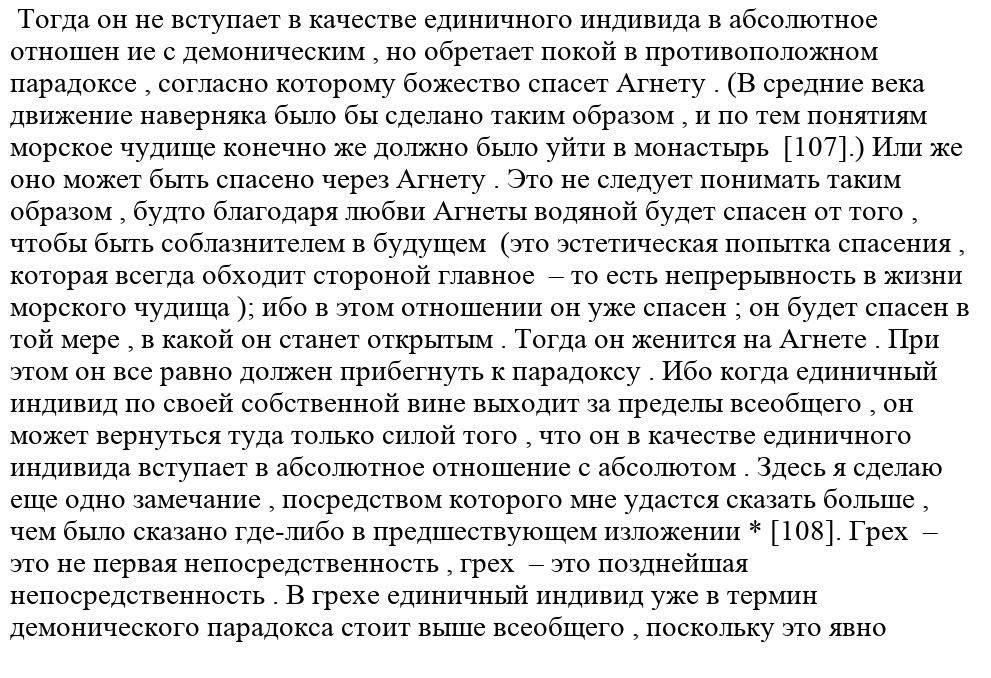 Тогда он не вступает в качестве единичного индивида в абсолютное
отношен ие с демоническим , но обретает покой в противоположном
парадоксе , согласно которому божество спасет Агнету . (В средние века
движение наверняка было бы сделано таким образом , и по тем понятиям
морское чудище конечно же должно было уйти в монастырь  [107].) Или же
оно может быть спасено через Агнету . Это не следует понимать таким
образом , будто благодаря любви Агнеты водяной будет спасен от того ,
чтобы быть соблазнителем в будущем  (это эстетическая попытка спасения ,
которая всегда обходит стороной главное  – то есть непрерывность в жизни
морского чудища ); ибо в этом отношении он уже спасен ; он будет спасен в
той мере , в какой он станет открытым . Тогда он женится на Агнете . При
этом он все равно должен прибегнуть к парадоксу . Ибо когда единичный
индивид по своей собственной вине выходит за пределы всеобщего , он
может вернуться туда только силой того , что он в качестве единичного
индивида вступает в абсолютное отношение с абсолютом . Здесь я сделаю
еще одно замечание , посредством которого мне удастся сказать больше ,
чем было сказано где-либо в предшествующем изложении * [108]. Грех  –
это не первая непосредственность , грех  – это позднейшая
непосредственность . В грехе единичный индивид уже в термин
демонического парадокса стоит выше всеобщего , поскольку это явно